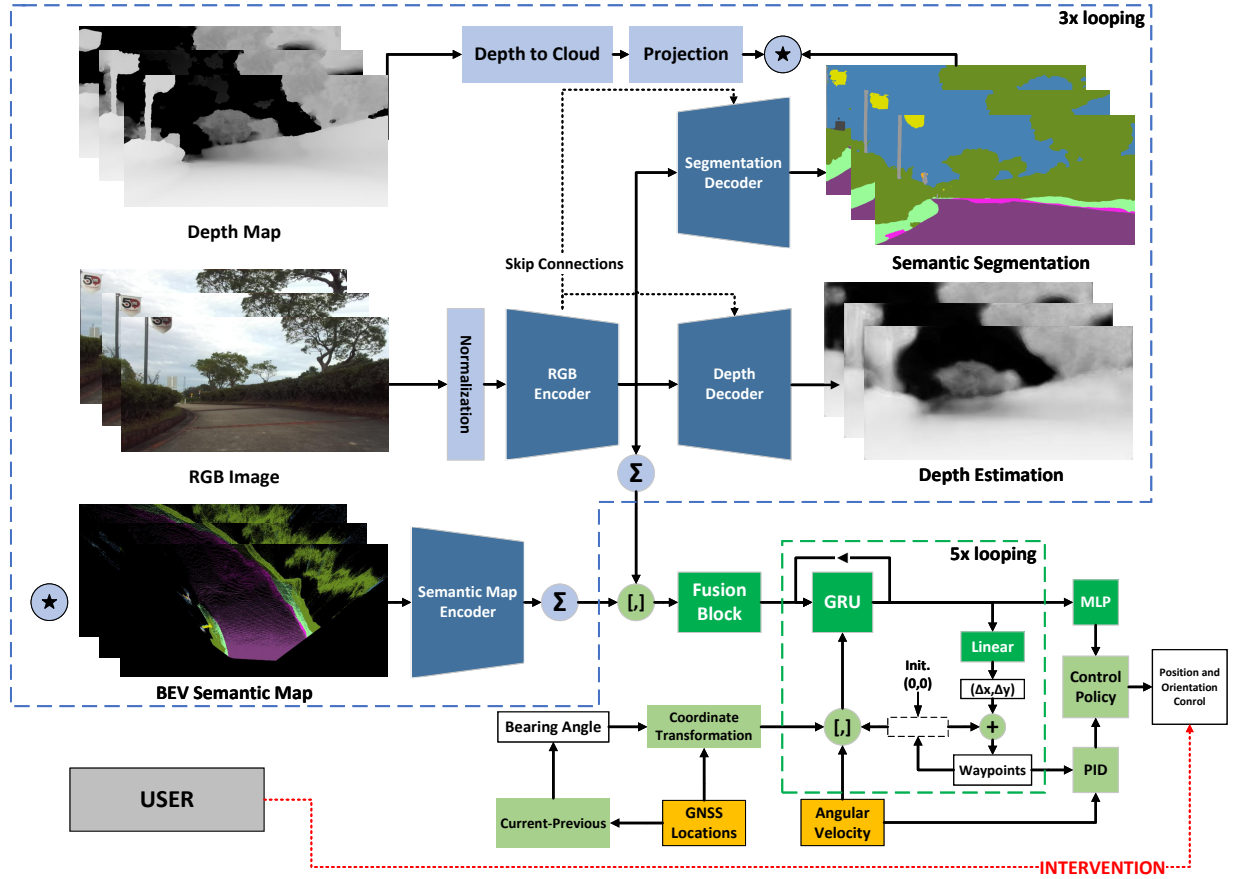 3x looping
Depth to Cloud
Projection
★
Depth Map
Segmentation
Decoder
Semantic Segmentation
Skip Connections
Normalization
RGB
Encoder
Depth
Decoder
RGB Image
Depth Estimation
Σ
5x looping
★
Semantic Map
Encoder
Σ
[,]
Fusion
Block
GRU
MLP
Linear
BEV Semantic Map
Init.
(0,0)
(Δx,Δy)
Control
Policy
Position and
Orientation
Conrol
Bearing Angle
Coordinate
Transformation
[,]
+
Waypoints
PID
USER
Current-Previous
GNSS
Locations
Angular
Velocity
INTERVENTION